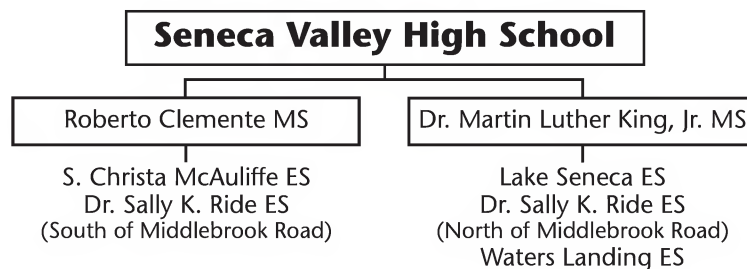 Seneca Valley High School
Roberto Clemente MS
S. Christa McAuliffe ES
Dr. Sally K. Ride ES
(South of Middlebrook Road)
Dr. Martin Luther King, Jr. MS
Lake Seneca ES
Dr. Sally K. Ride ES
(North of Middlebrook Road)
Waters Landing ES